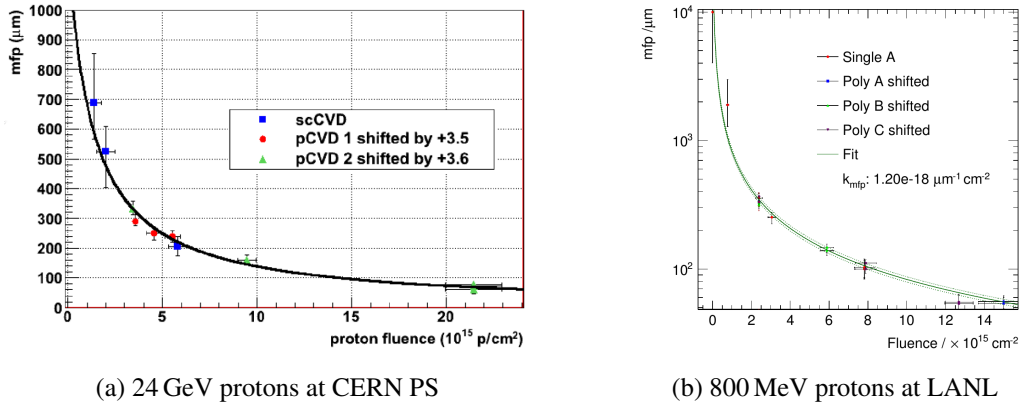 mfp (μm)
1000
900
800
700
600
500
400
300
200
100
0
0
5
10
15
20
proton fluence (10¹⁵ p/cm²)
scCVD
pCVD 1 shifted by +3.5
pCVD 2 shifted by +3.6
(a) 24 GeV protons at CERN PS
mfp /μm
10⁴
10³
10²
0
2
4
6
8
10
12
14
Fluence / × 10¹⁵ cm⁻²
Single A
Poly A shifted
Poly B shifted
Poly C shifted
Fit
kmfp: 1.20e-18 μm⁻¹ cm⁻²
(b) 800 MeV protons at LANL